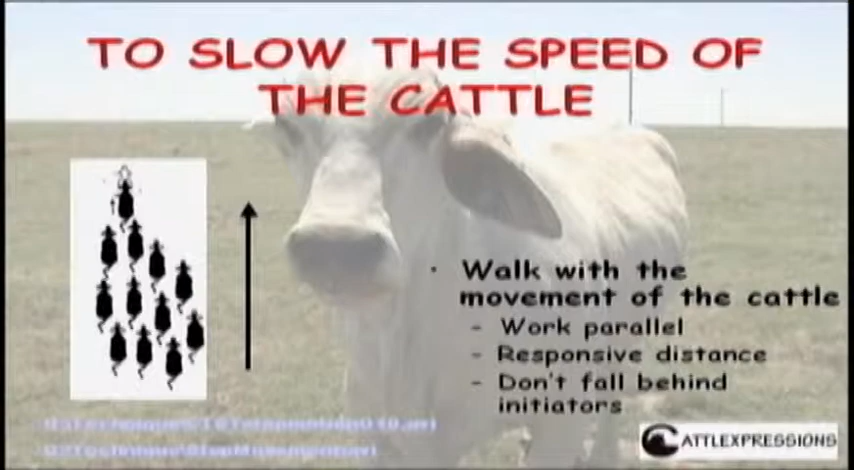 TO SLOW THE SPEED OF
THE CATTLE
• Walk with the
movement of the cattle
- Work parallel
- Responsive distance
- Don't fall behind
initiators
CATTLEXPRESSIONS